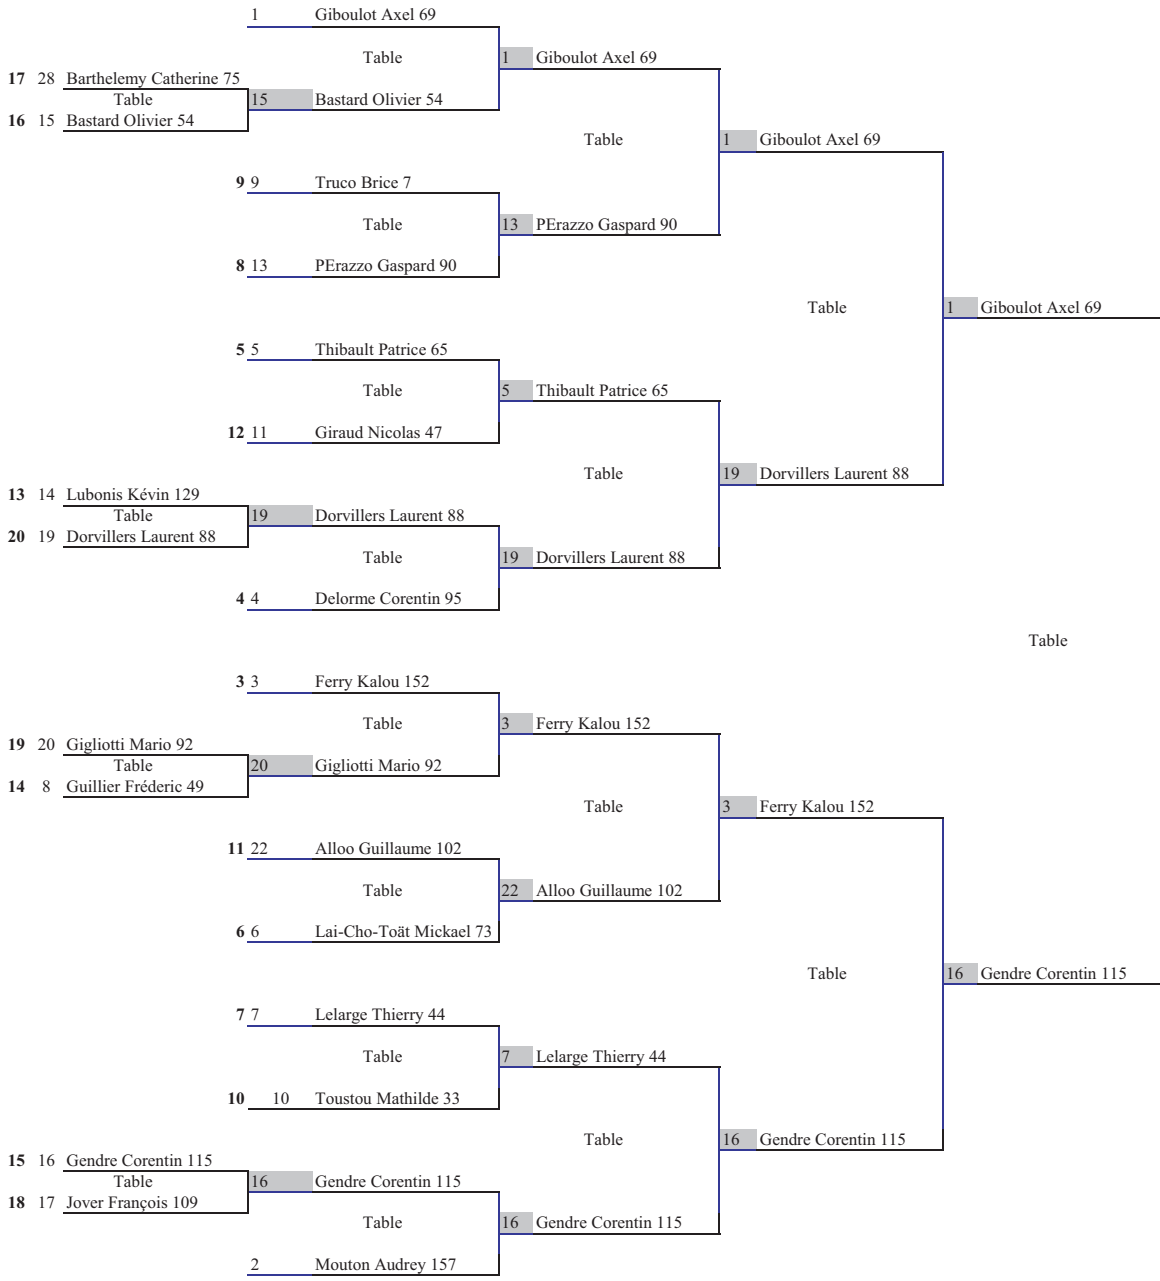 1 Giboulot Axel 69
Table 1 Giboulot Axel 69
17 28 Barthelemy Catherine 75
Table 15 Bastard Olivier 54
16 15 Bastard Olivier 54
Table 1 Giboulot Axel 69
9 9 Truco Brice 7
Table 13 PErazzo Gaspard 90
8 13 PErazzo Gaspard 90
Table 1 Giboulot Axel 69
5 5 Thibault Patrice 65
Table 5 Thibault Patrice 65
12 11 Giraud Nicolas 47
Table 19 Dorvillers Laurent 88
13 14 Lubonis Kévin 129
Table 19 Dorvillers Laurent 88
20 19 Dorvillers Laurent 88
Table 19 Dorvillers Laurent 88
4 4 Delorme Corentin 95
Table
3 3 Ferry Kalou 152
Table 3 Ferry Kalou 152
19 20 Gigliotti Mario 92
Table 20 Gigliotti Mario 92
14 8 Guillier Fréderic 49
Table 3 Ferry Kalou 152
11 22 Alloo Guillaume 102
Table 22 Alloo Guillaume 102
6 6 Lai-Cho-Toät Mickael 73
Table 16 Gendre Corentin 115
7 7 Lelarge Thierry 44
Table 7 Lelarge Thierry 44
10 10 Toustou Mathilde 33
Table 16 Gendre Corentin 115
15 16 Gendre Corentin 115
Table 16 Gendre Corentin 115
18 17 Jover François 109
Table 16 Gendre Corentin 115
2 Mouton Audrey 157